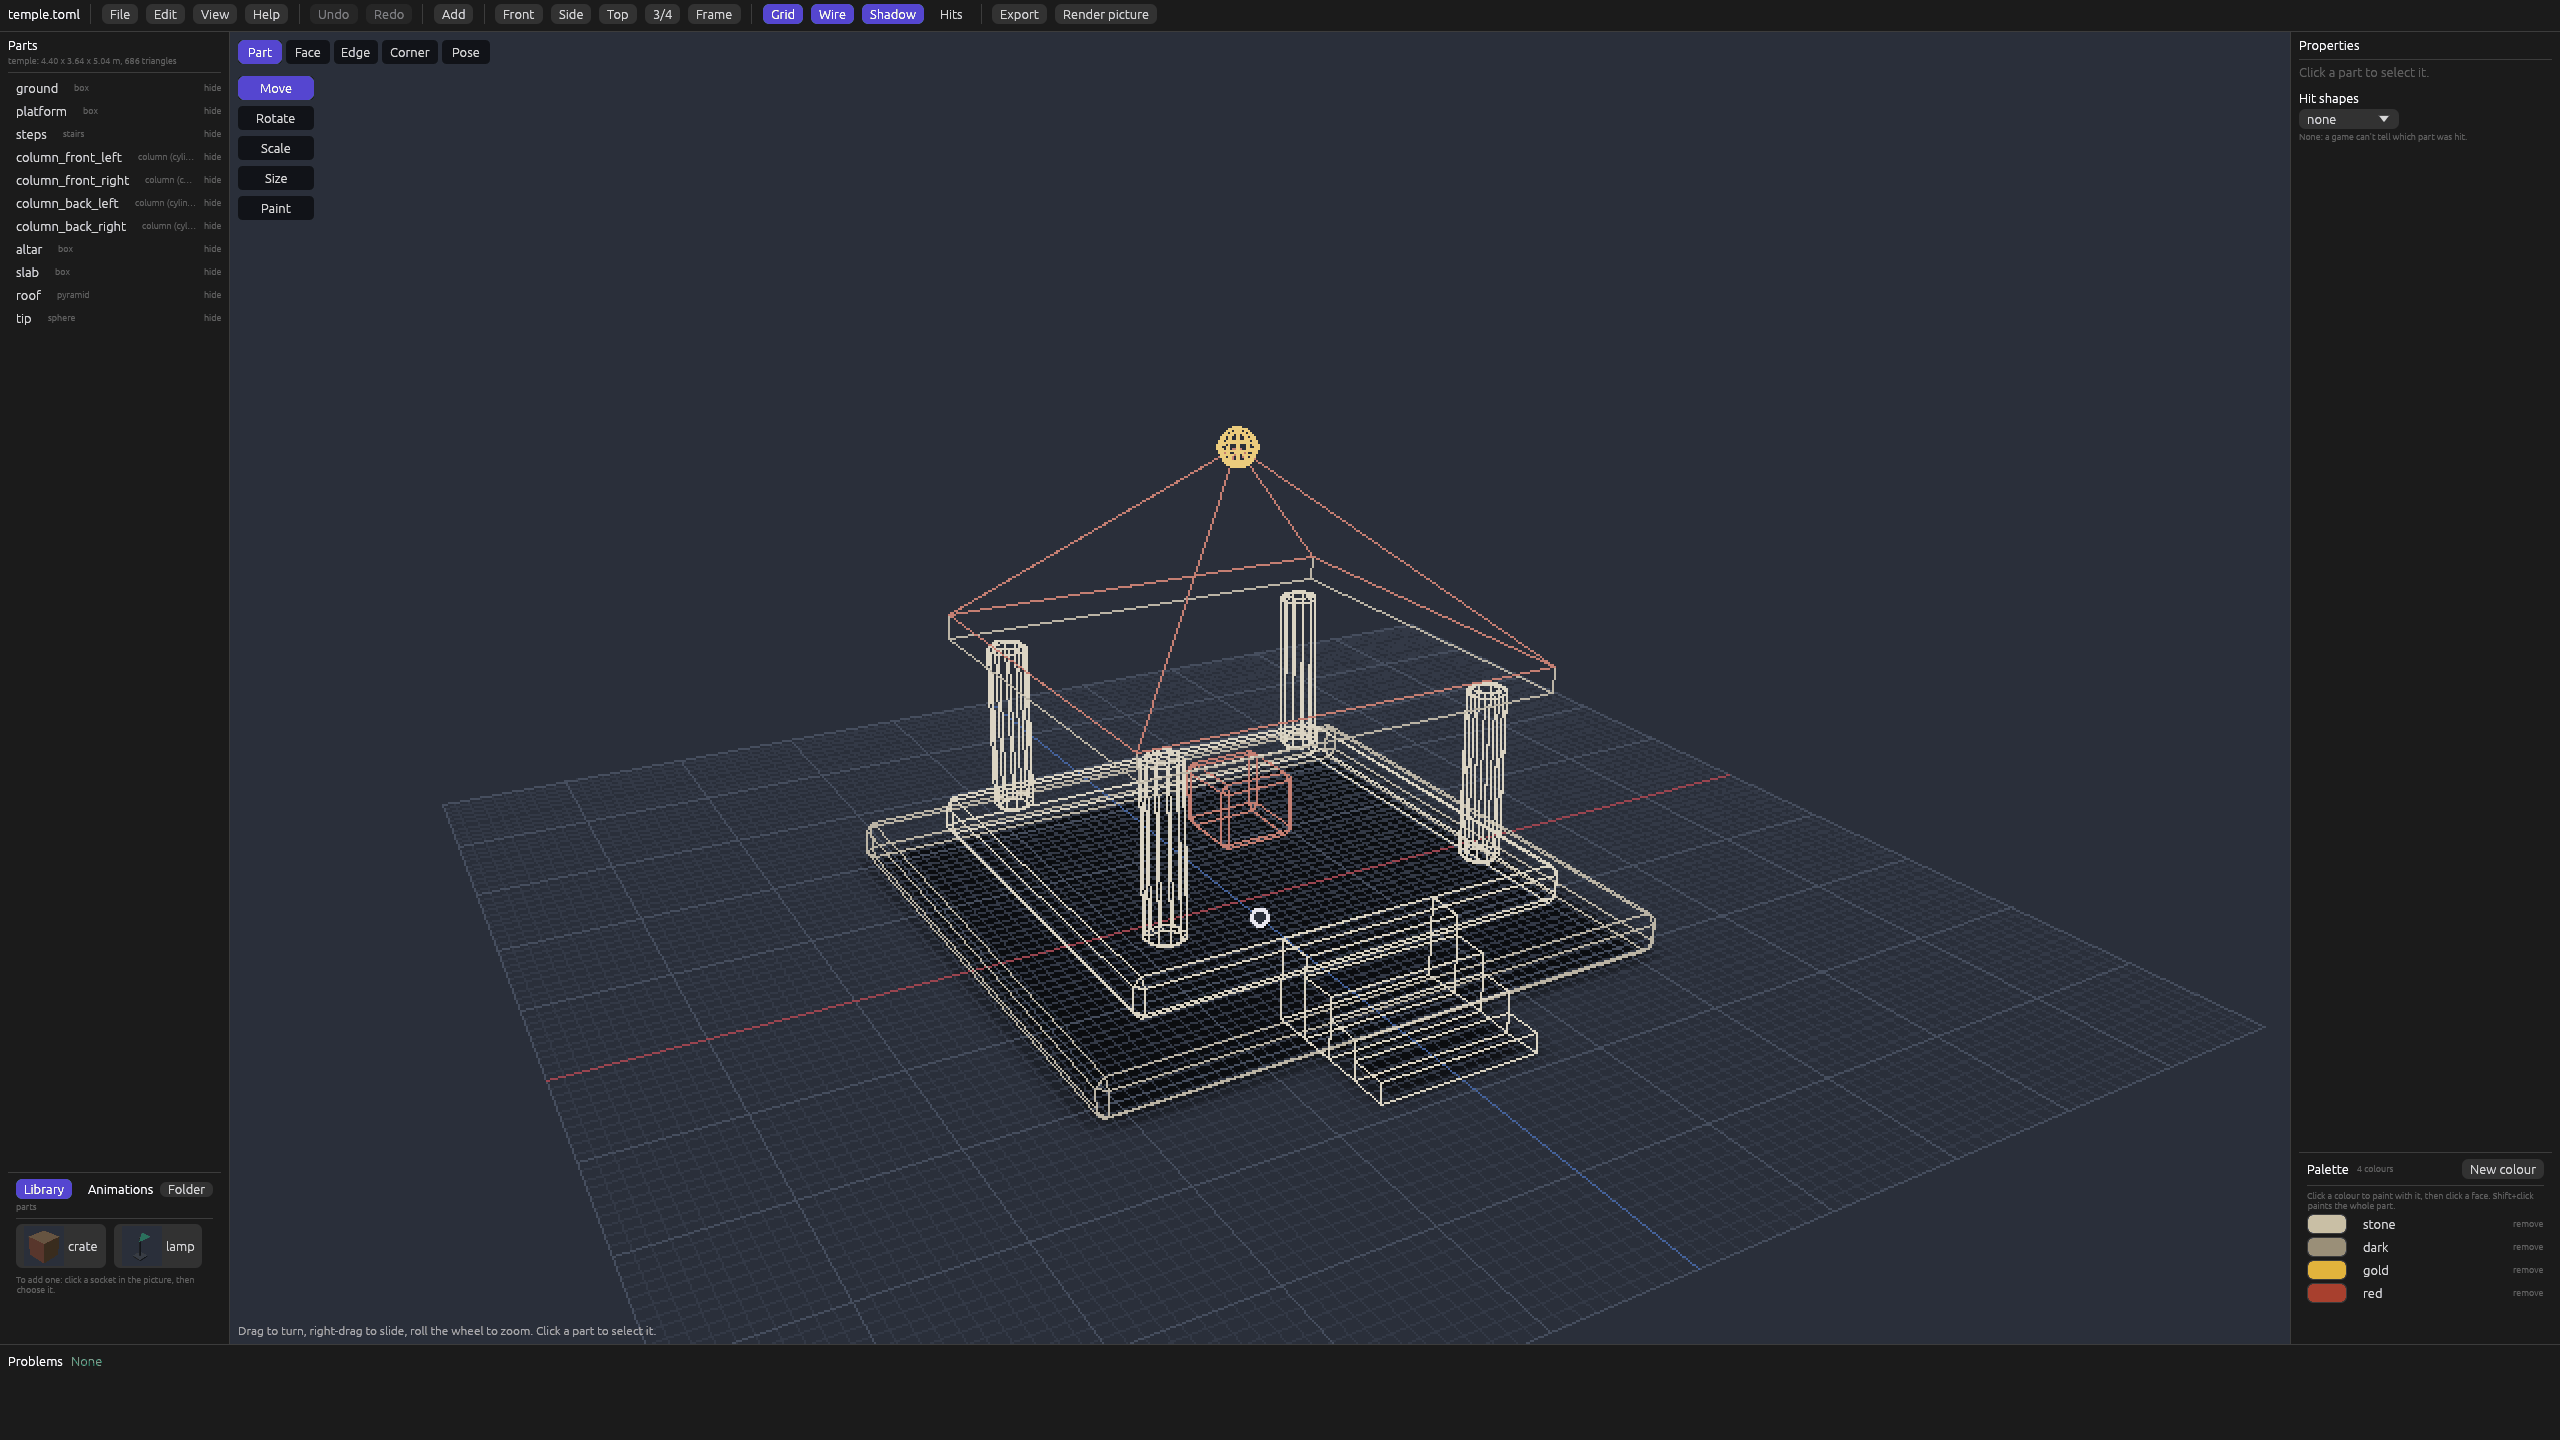 temple.toml File Edit View Help Undo Redo Add Front Side Top 3/4 Frame Grid Wire Shadow Hits Export Render picture
Parts
temple: 4.40 x 3.64 x 5.04 m, 686 triangles
ground box hide
platform box hide
steps stairs hide
column_front_left column (cyli... hide
column_front_right column (c... hide
column_back_left column (cylin... hide
column_back_right column (cyl... hide
altar box hide
slab box hide
roof pyramid hide
tip sphere hide
Library Animations Folder
parts
crate lamp
To add one: click a socket in the picture, then
choose it.
Part Face Edge Corner Pose
Move
Rotate
Scale
Size
Paint
Drag to turn, right-drag to slide, roll the wheel to zoom. Click a part to select it.
Properties
Click a part to select it.
Hit shapes
none
None: a game can't tell which part was hit.
Palette 4 colours New colour
Click a colour to paint with it, then click a face. Shift+click
paints the whole part.
stone remove
dark remove
gold remove
red remove
Problems None